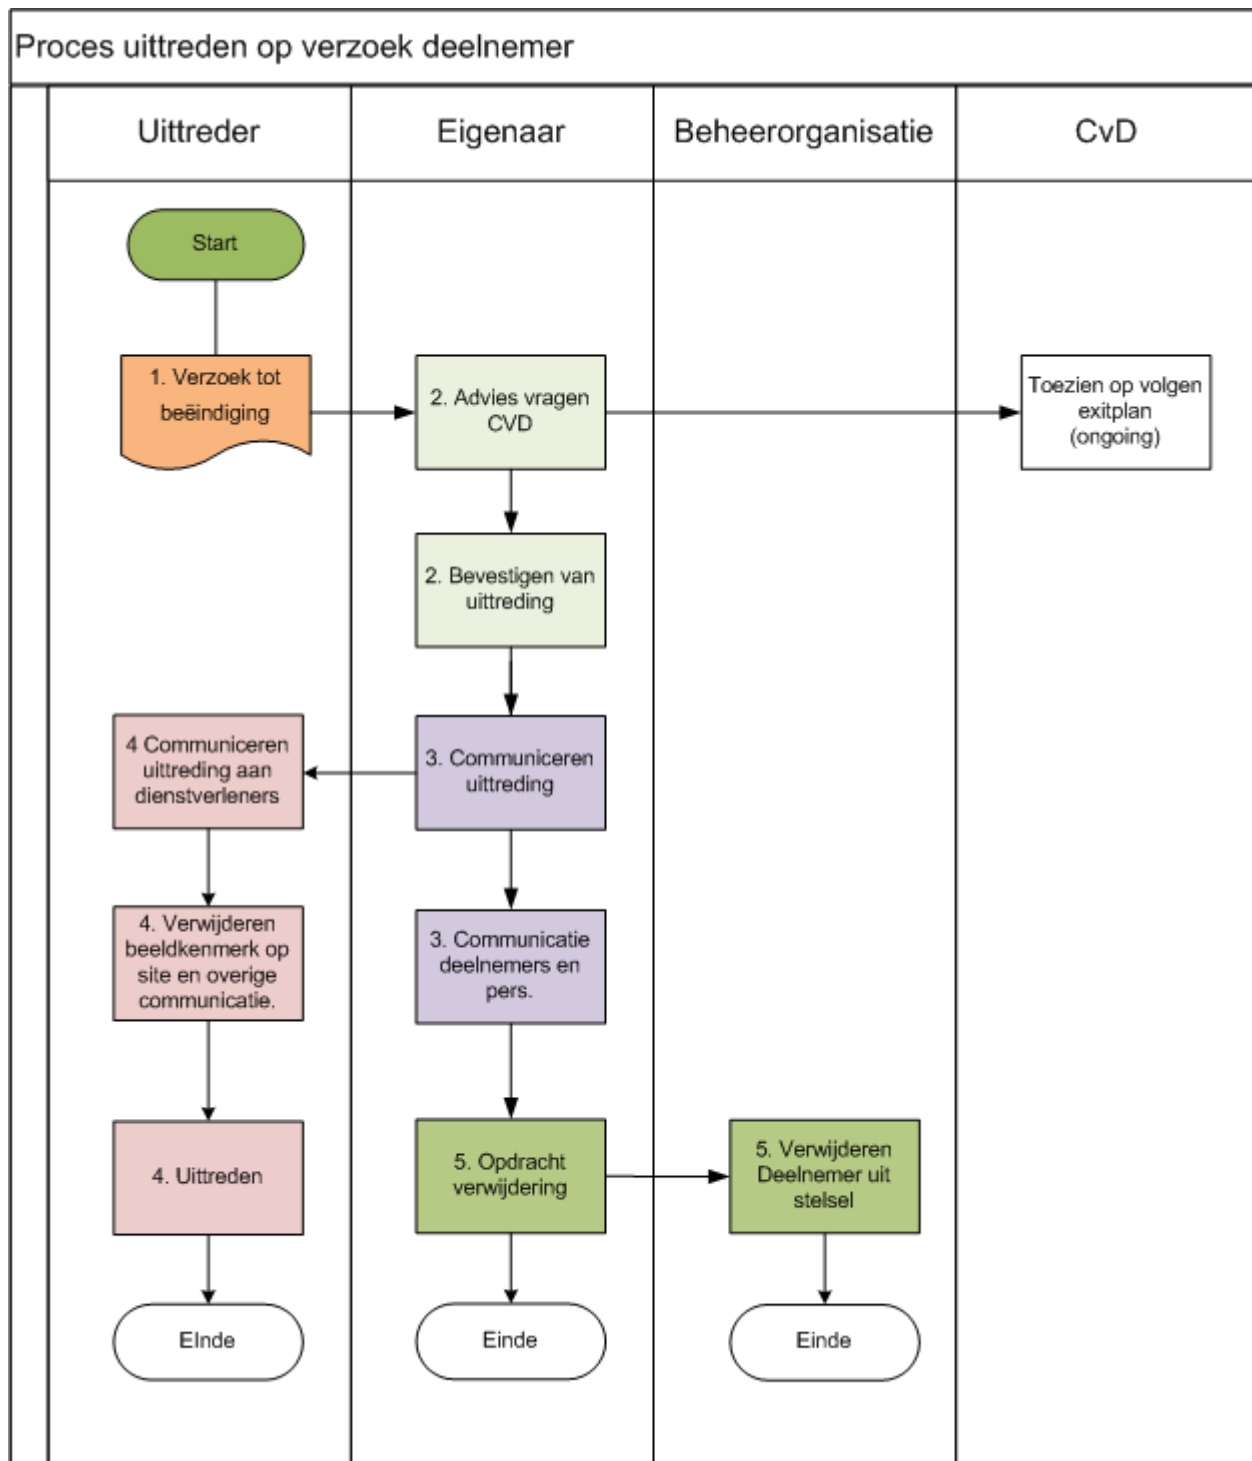 Proces uittreden op verzoek deelnemer
Uittreder
Eigenaar
Beheerorganisatie
CvD
Start
1. Verzoek tot
beëindiging
2. Advies vragen
CVD
Toezien op volgen
exitplan
(ongoing)
2. Bevestigen van
uittreding
4 Communiceren
uittreding aan
dienstverleners
3. Communiceren
uittreding
4. Verwijderen
beeldkenmerk op
site en overige
communicatie.
3. Communicatie
deelnemers en
pers.
4. Uittreden
5. Opdracht
verwijdering
5. Verwijderen
Deelnemer uit
stelsel
EInde
Einde
Einde